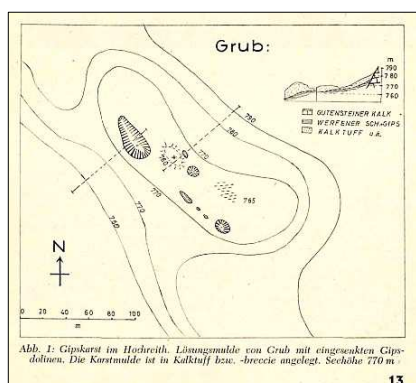 Grub:
m
790
780
770
760
GUTENSTEINER KALK
WERFENER SCH.+GIPS
KALKTUFF u.ä.
790
780
770
760
765
770
770
760
N
0 20 40 60 80 100
m
Abb. 1: Gipskarst im Hochreith. Lösungsmulde von Grub mit eingesenkten Gips-
dolinen. Die Karstmulde ist in Kalktuff bzw. -breccie angelegt. Seehöhe 770 m
13